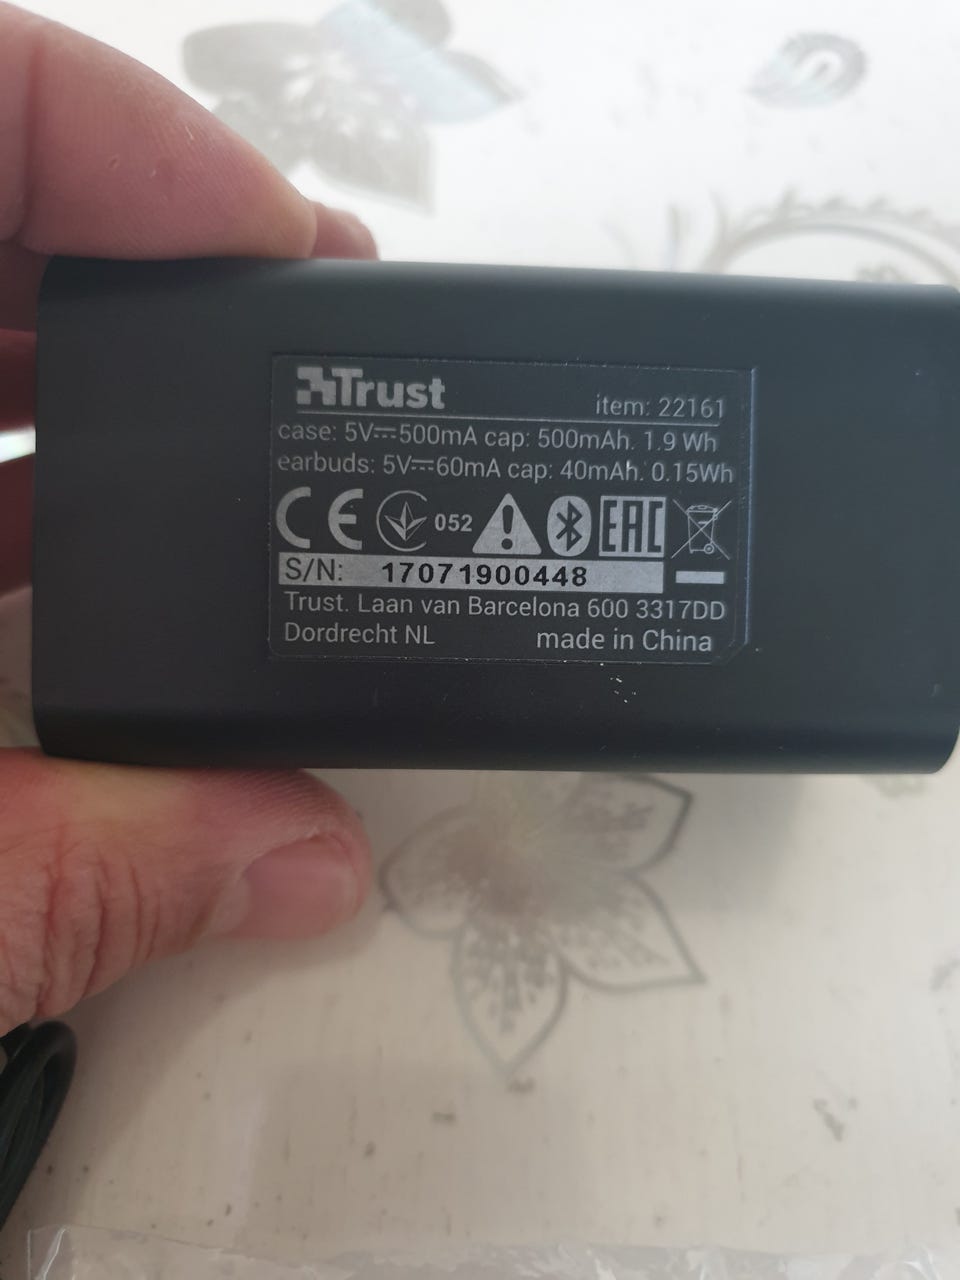 Trust
item: 22161
case: 5V⎓500mA cap: 500mAh. 1.9 Wh
earbuds: 5V⎓60mA cap: 40mAh. 0.15Wh
CE 052 EAC
S/N: 17071900448
Trust. Laan van Barcelona 600 3317DD
Dordrecht NL made in China